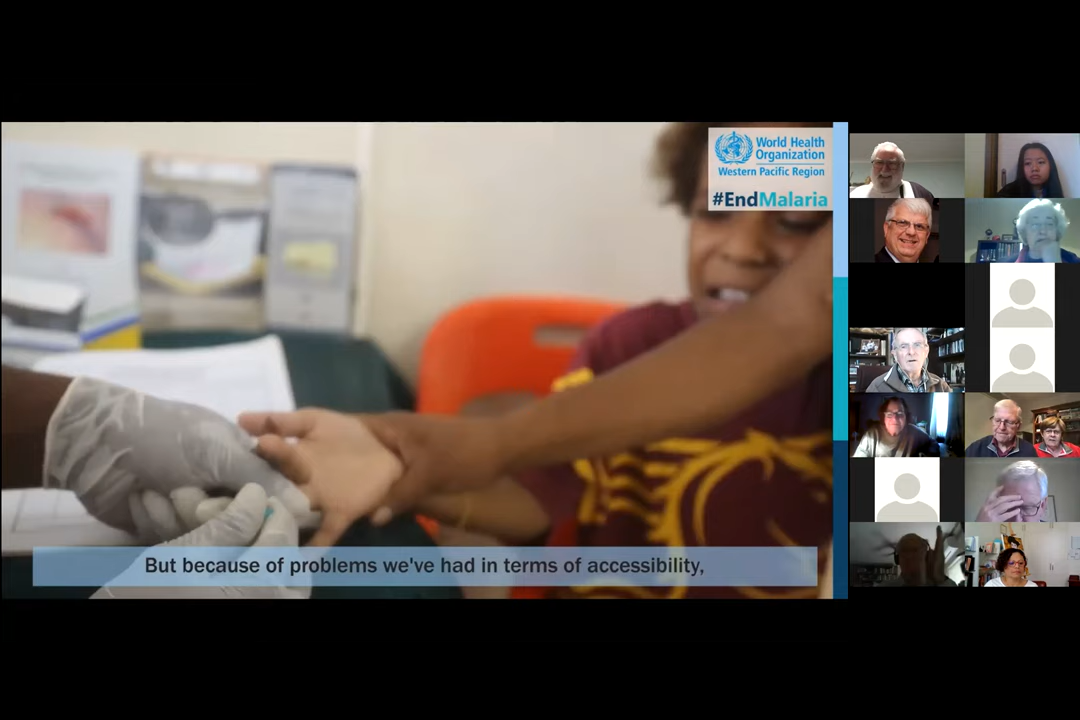 World Health
Organization
Western Pacific Region
#EndMalaria
But because of problems we've had in terms of accessibility,